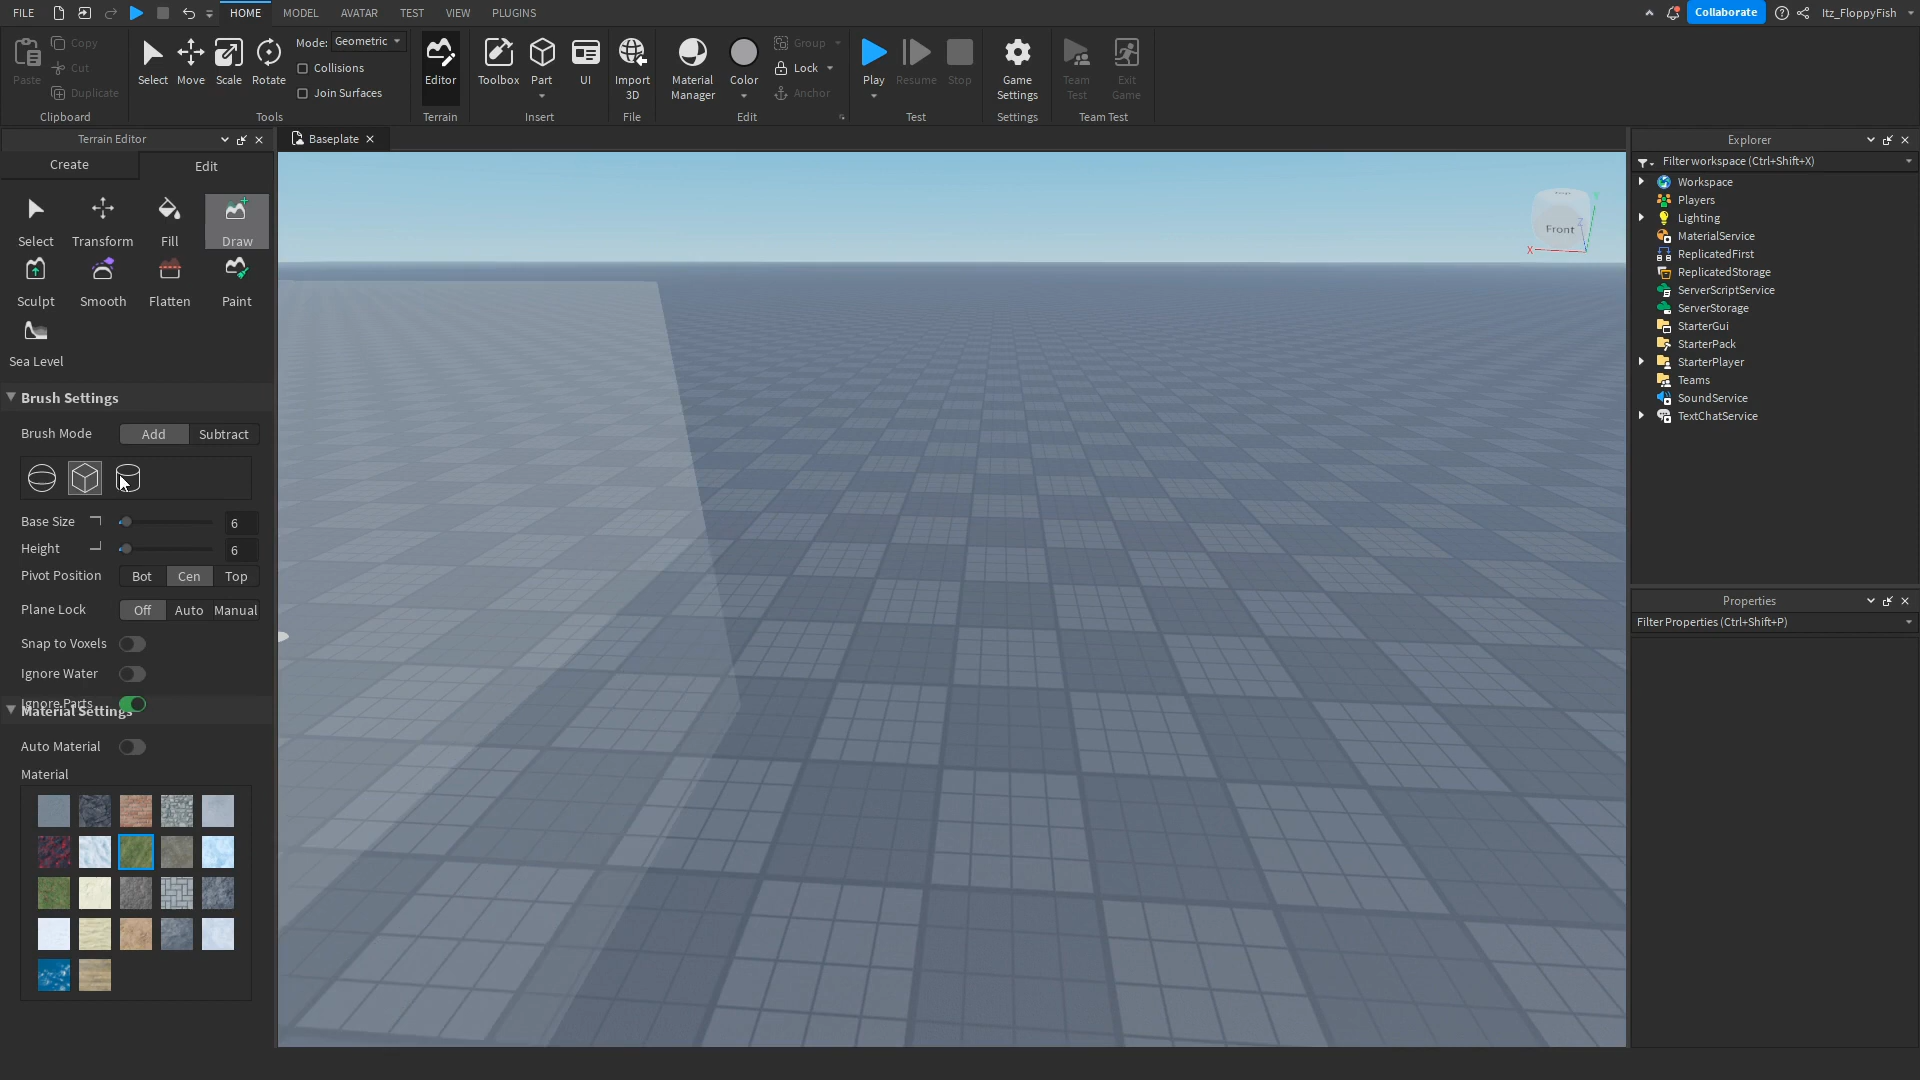 FILE
HOME
MODEL
AVATAR
TEST
VIEW
PLUGINS
Collaborate
Itz_FloppyFish
Paste
Copy
Cut
Duplicate
Clipboard
Select
Move
Scale
Rotate
Mode: Geometric
Collisions
Join Surfaces
Tools
Editor
Terrain
Toolbox
Part
UI
Insert
Import
3D
File
Material
Manager
Color
Group
Lock
Anchor
Edit
Play
Resume
Stop
Test
Game
Settings
Settings
Team
Test
Exit
Game
Team Test
Terrain Editor
Create
Edit
Select
Transform
Fill
Draw
Sculpt
Smooth
Flatten
Paint
Sea Level
Brush Settings
Brush Mode
Add
Subtract
Base Size
6
Height
6
Pivot Position
Bot
Cen
Top
Plane Lock
Off
Auto
Manual
Snap to Voxels
Ignore Water
Ignore Parts
Material Settings
Auto Material
Material
Baseplate
Front
X
Y
Z
Explorer
Filter workspace (Ctrl+Shift+X)
Workspace
Players
Lighting
MaterialService
ReplicatedFirst
ReplicatedStorage
ServerScriptService
ServerStorage
StarterGui
StarterPack
StarterPlayer
Teams
SoundService
TextChatService
Properties
Filter Properties (Ctrl+Shift+P)